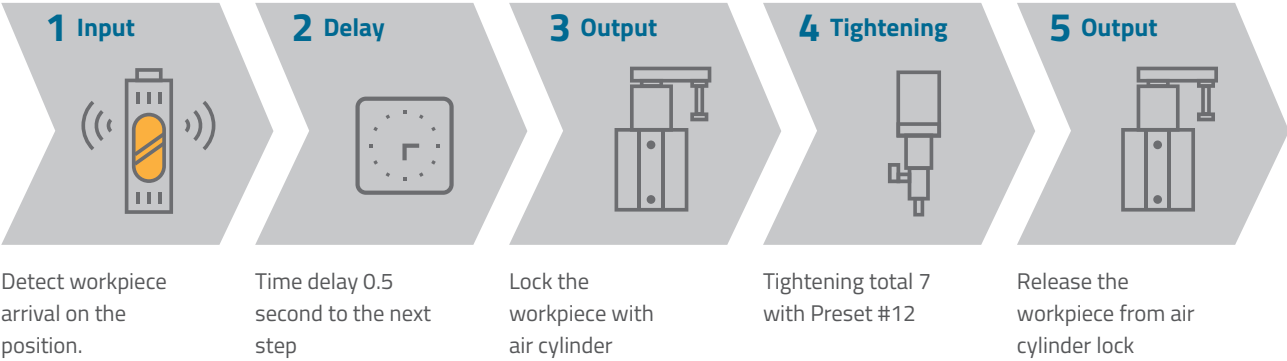 1 Input
2 Delay
3 Output
4 Tightening
5 Output
Detect workpiece
arrival on the
position.
Time delay 0.5
second to the next
step
Lock the
workpiece with
air cylinder
Tightening total 7
with Preset #12
Release the
workpiece from air
cylinder lock